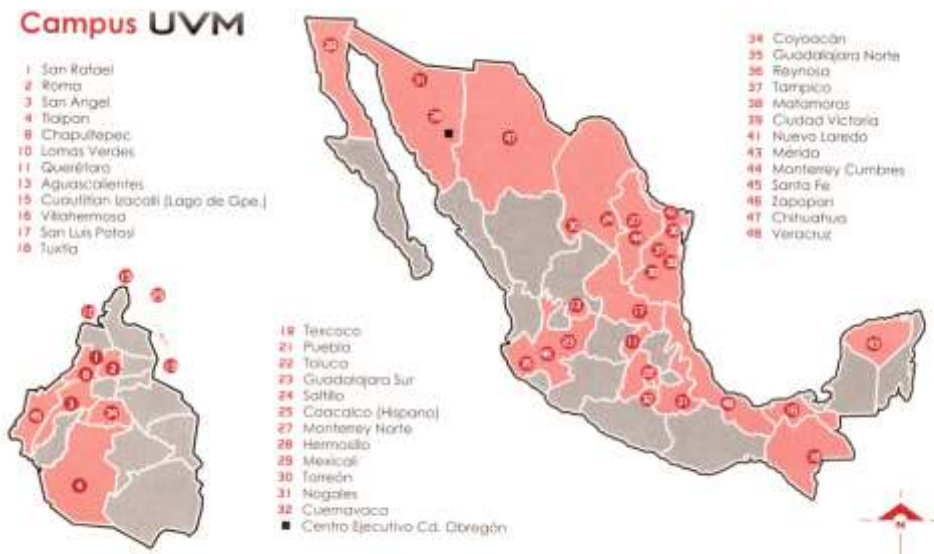 Campus UVM
1 San Rafael
2 Roma
3 San Angel
4 Tlalpan
8 Chapultepec
10 Lomas Verdes
11 Querétaro
13 Aguascalientes
15 Cuautitlan Izcalli (Lago de Gpe.)
16 Villahermosa
17 San Luis Potosí
18 Tuxtla
19 Texcoco
21 Puebla
22 Toluca
23 Guadalajara Sur
24 Saltillo
25 Coacalco (Hispano)
27 Monterrey Norte
28 Hermosillo
29 Mexicali
30 Torreón
31 Nogales
32 Cuernavaca
■ Centro Ejecutivo Cd. Obregón
34 Coyoacán
35 Guadalajara Norte
36 Reynosa
37 Tampico
38 Matamoros
39 Ciudad Victoria
41 Nuevo Laredo
43 Mérida
44 Monterrey Cumbres
45 Santa Fe
46 Zapopan
47 Chihuahua
48 Veracruz
N